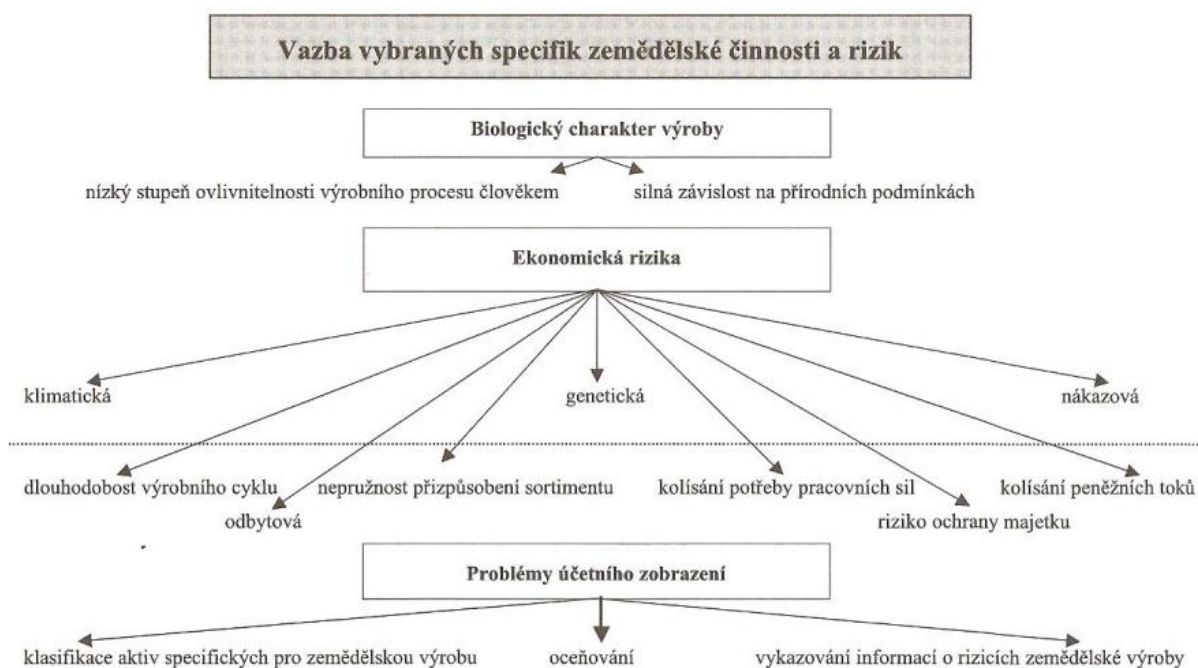 Vazba vybraných specifik zemědělské činnosti a rizik
Biologický charakter výroby
nízký stupeň ovlivnitelnosti výrobního procesu člověkem
silná závislost na přírodních podmínkách
Ekonomická rizika
klimatická
genetická
nákazová
dlouhodobost výrobního cyklu
nepružnost přizpůsobení sortimentu
kolísání potřeby pracovních sil
kolísání peněžních toků
odbytová
riziko ochrany majetku
Problémy účetního zobrazení
klasifikace aktiv specifických pro zemědělskou výrobu
oceňování
vykazování informací o rizicích zemědělské výroby